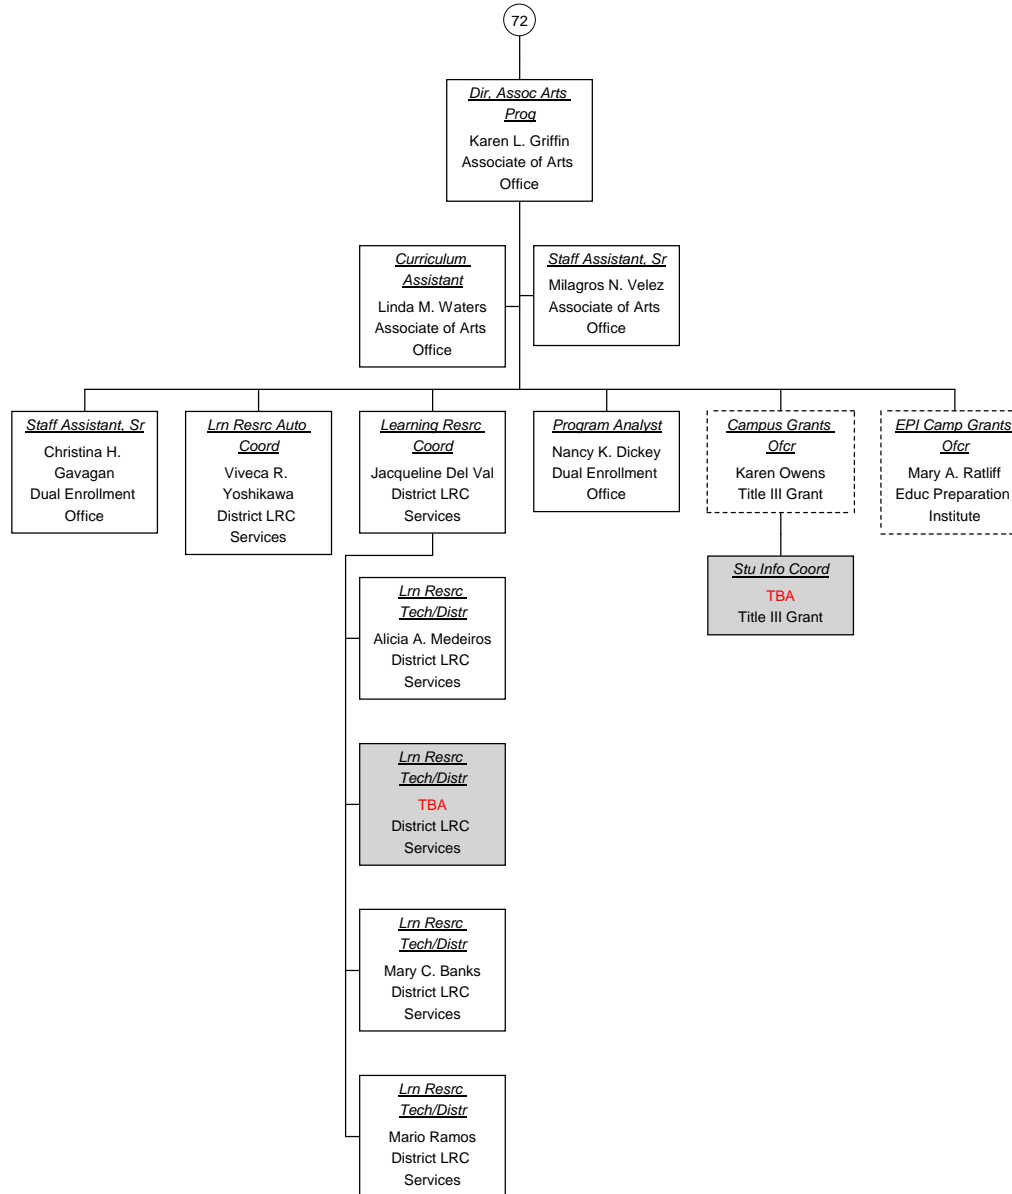 72
Dir, Assoc Arts
Prog
Karen L. Griffin
Associate of Arts
Office
Curriculum
Assistant
Linda M. Waters
Associate of Arts
Office
Staff Assistant, Sr
Milagros N. Velez
Associate of Arts
Office
Staff Assistant, Sr
Christina H.
Gavagan
Dual Enrollment
Office
Lrn Resrc Auto
Coord
Viveca R.
Yoshikawa
District LRC
Services
Learning Resrc
Coord
Jacqueline Del Val
District LRC
Services
Program Analyst
Nancy K. Dickey
Dual Enrollment
Office
Campus Grants
Ofcr
Karen Owens
Title III Grant
EPI Camp Grants
Ofcr
Mary A. Ratliff
Educ Preparation
Institute
Stu Info Coord
TBA
Title III Grant
Lrn Resrc
Tech/Distr
Alicia A. Medeiros
District LRC
Services
Lrn Resrc
Tech/Distr
TBA
District LRC
Services
Lrn Resrc
Tech/Distr
Mary C. Banks
District LRC
Services
Lrn Resrc
Tech/Distr
Mario Ramos
District LRC
Services